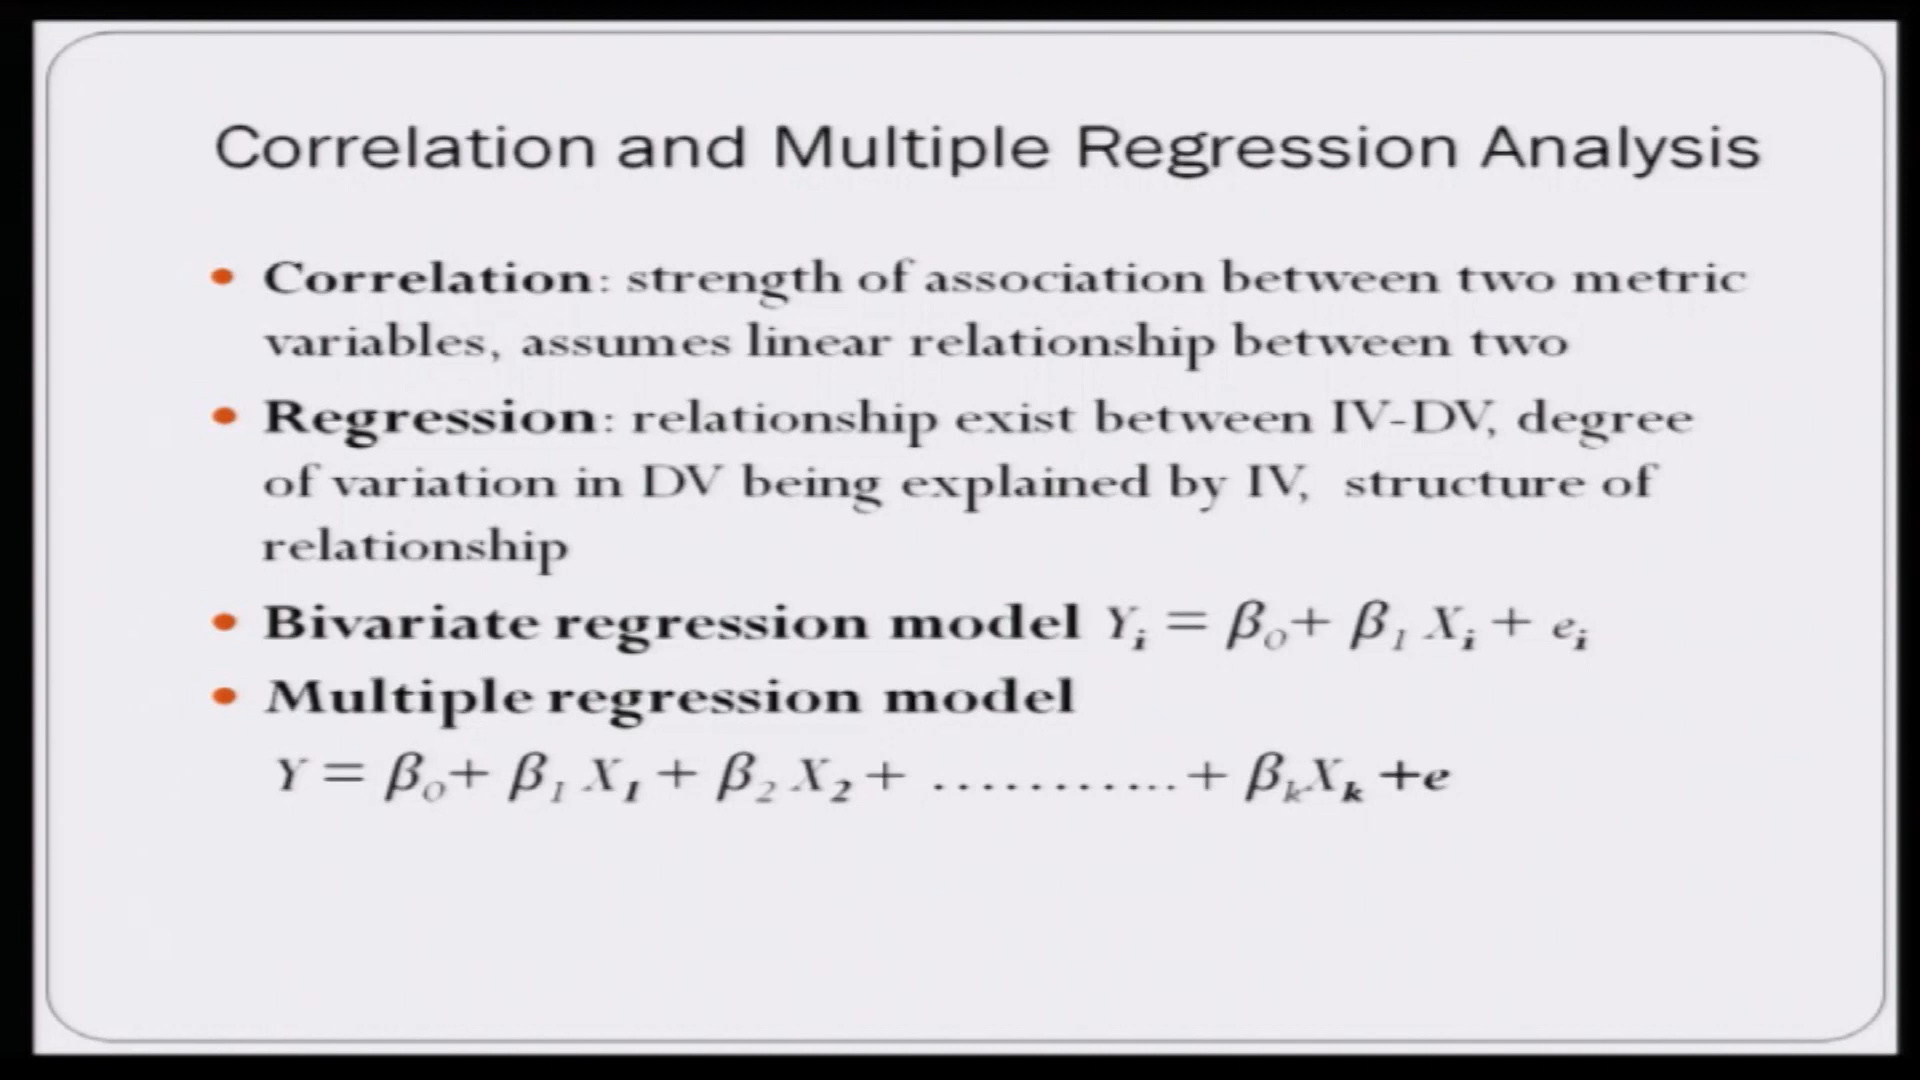 Correlation and Multiple Regression Analysis
• Correlation: strength of association between two metric
variables, assumes linear relationship between two
• Regression: relationship exist between IV-DV, degree
of variation in DV being explained by IV, structure of
relationship
• Bivariate regression model Yᵢ = β₀+ β₁ Xᵢ + eᵢ
• Multiple regression model
Y = β₀+ β₁ X₁ + β₂ X₂ + ............ + βₖXₖ +e